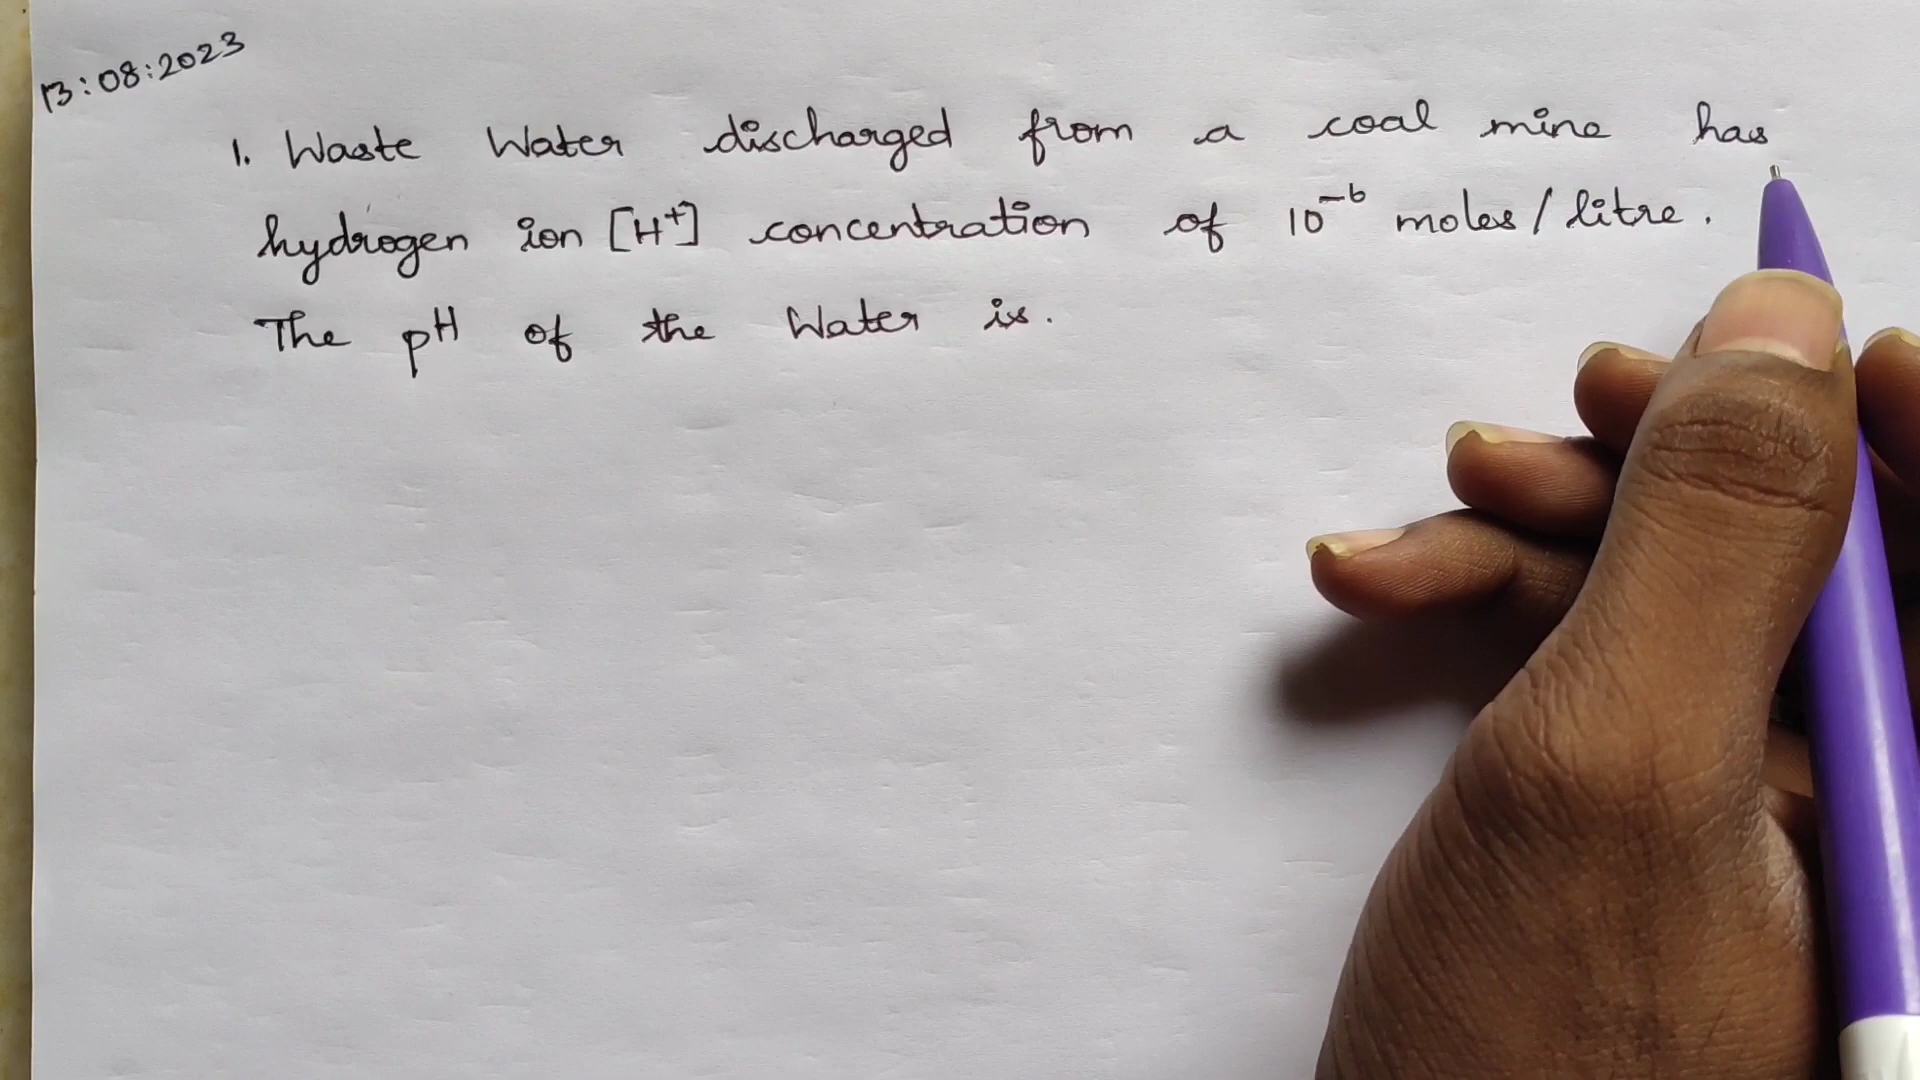 13:08:2023
1. Waste Water discharged from a coal mine has
hydrogen ion [H⁺] concentration of 10⁻⁶ moles/litre.
The pH of the Water is.